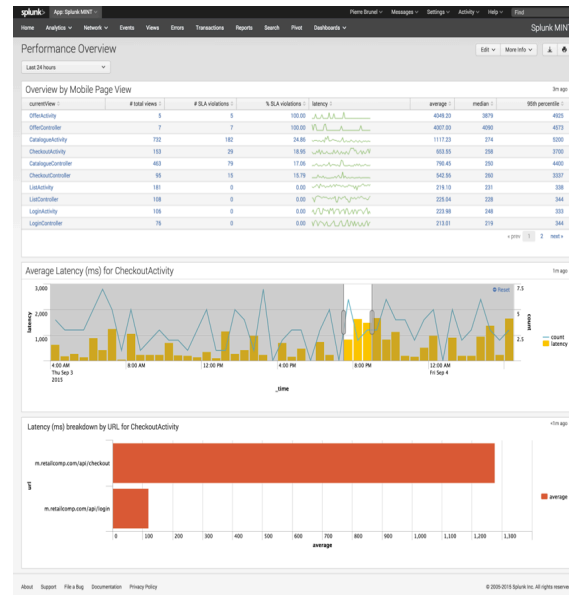 splunk> App: Splunk MINT Pierre Brunel Messages Settings Activity Help Find
Home Analytics Network Events Views Errors Transactions Reports Search Pivot Dashboards Splunk MINT
Performance Overview Edit More Info
Last 24 hours
Overview by Mobile Page View 3m ago
currentView # total views # SLA violations % SLA violations latency average median 95th percentile
OfferActivity 5 5 100.00 4049.20 3879 4925
OfferController 7 7 100.00 4007.00 4090 4573
CatalogueActivity 732 182 24.86 1117.23 274 5200
CheckoutActivity 153 29 18.95 653.55 258 3700
CatalogueController 463 79 17.06 790.45 250 4400
CheckoutController 95 15 15.79 542.56 260 3337
ListActivity 181 0 0.00 219.10 231 338
ListController 108 0 0.00 225.04 228 344
LoginActivity 106 0 0.00 223.98 248 333
LoginController 76 0 0.00 213.01 219 344
« prev 1 2 next »
Average Latency (ms) for CheckoutActivity 1m ago
3,000 Reset 7.5
2,000 5
1,000 2.5
latency
count
count
latency
4:00 AM 8:00 AM 12:00 PM 4:00 PM 8:00 PM 12:00 AM
Thu Sep 3 Fri Sep 4
2015
_time
Latency (ms) breakdown by URL for CheckoutActivity <1m ago
m.retailcomp.com/api/checkout
url
average
m.retailcomp.com/api/login
0 100 200 300 400 500 600 700 800 900 1,000 1,100 1,200 1,300
average
About Support File a Bug Documentation Privacy Policy © 2005-2015 Splunk Inc. All rights reserved